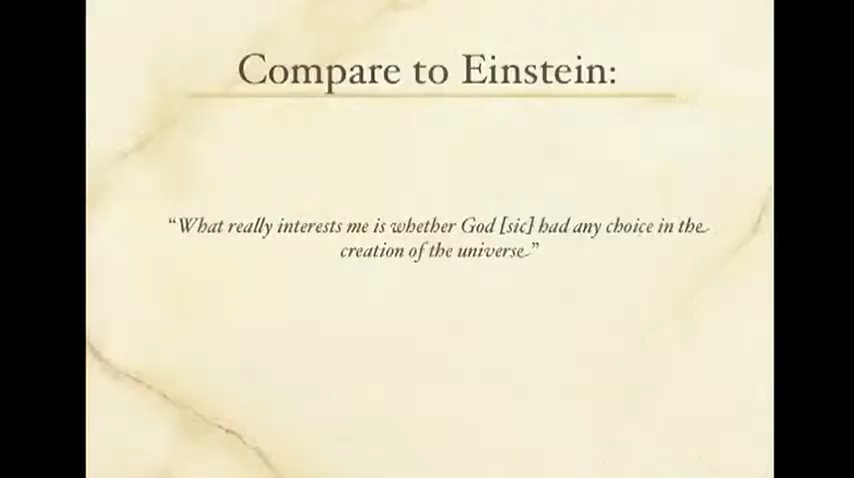 Compare to Einstein:
“What really interests me is whether God [sic] had any choice in the
creation of the universe”